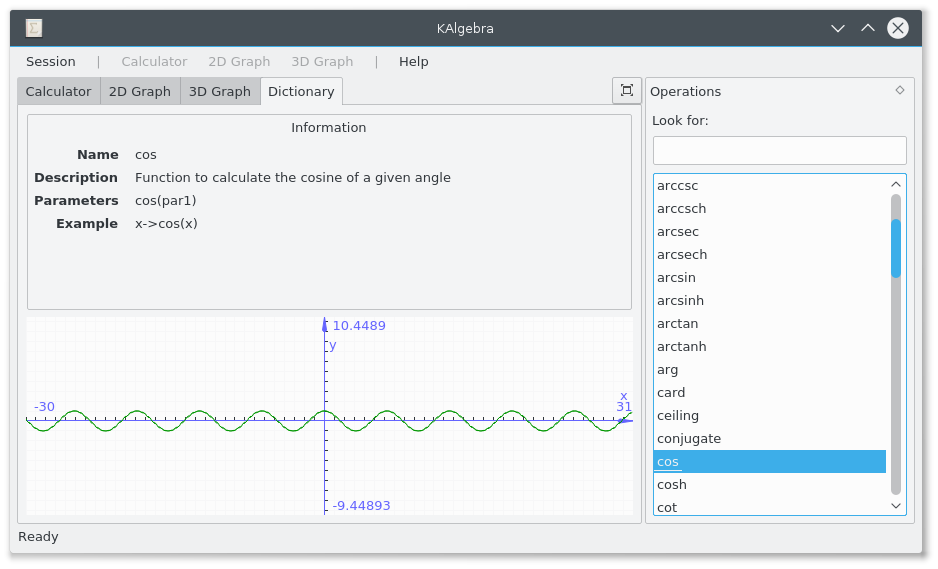 KAlgebra
Session | Calculator 2D Graph 3D Graph | Help
Calculator 2D Graph 3D Graph Dictionary
Information
Name cos
Description Function to calculate the cosine of a given angle
Parameters cos(par1)
Example x->cos(x)
10.4489
y
-30
x
31
-9.44893
Operations
Look for:
arccsc
arccsch
arcsec
arcsech
arcsin
arcsinh
arctan
arctanh
arg
card
ceiling
conjugate
cos
cosh
cot
Ready